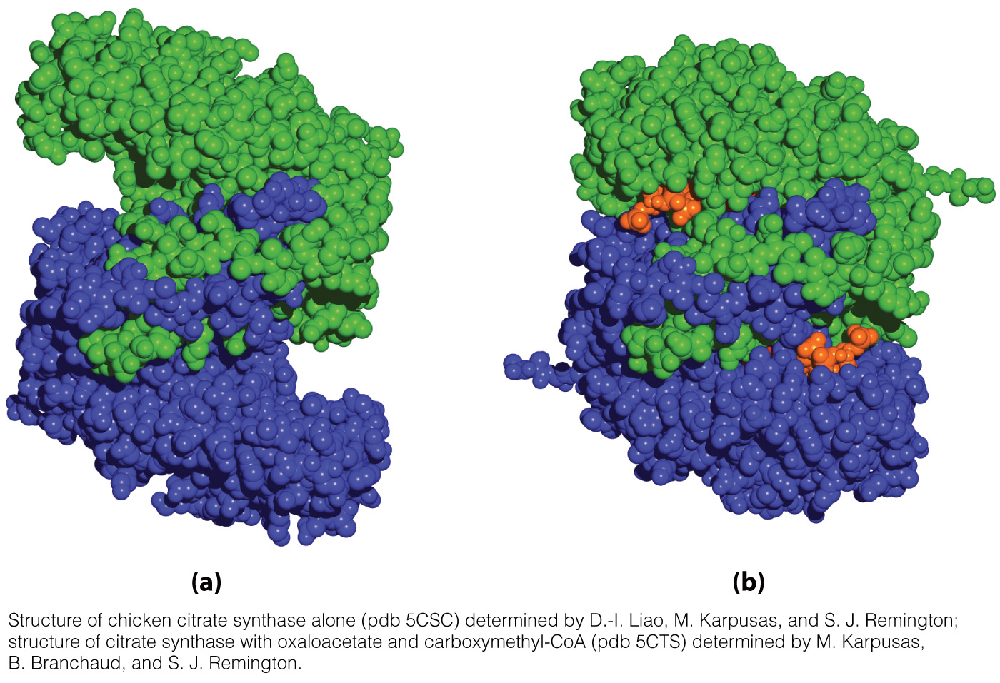 (a)
(b)
Structure of chicken citrate synthase alone (pdb 5CSC) determined by D.-I. Liao, M. Karpusas, and S. J. Remington;
structure of citrate synthase with oxaloacetate and carboxymethyl-CoA (pdb 5CTS) determined by M. Karpusas,
B. Branchaud, and S. J. Remington.